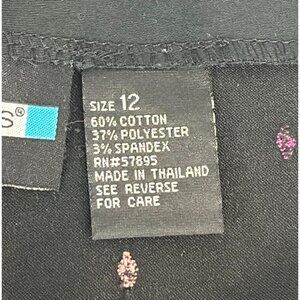 S
SIZE 12
60% COTTON
37% POLYESTER
3% SPANDEX
RN#57895
MADE IN THAILAND
SEE REVERSE
FOR CARE